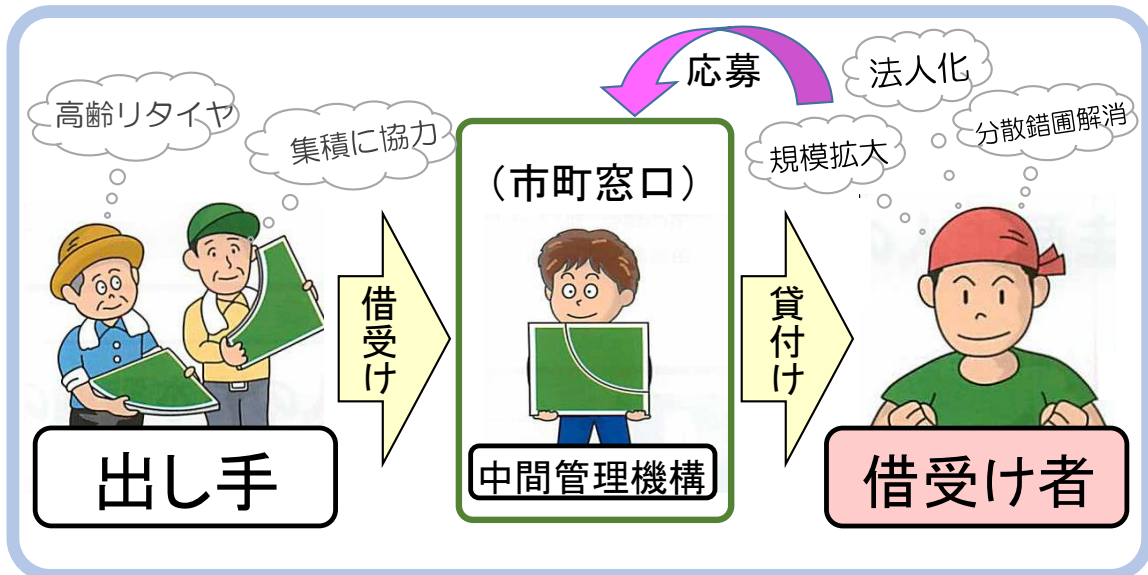 高齢リタイヤ
集積に協力
応募
法人化
規模拡大
分散錯圃解消
（市町窓口）
借受け
貸付け
出し手
中間管理機構
借受け者